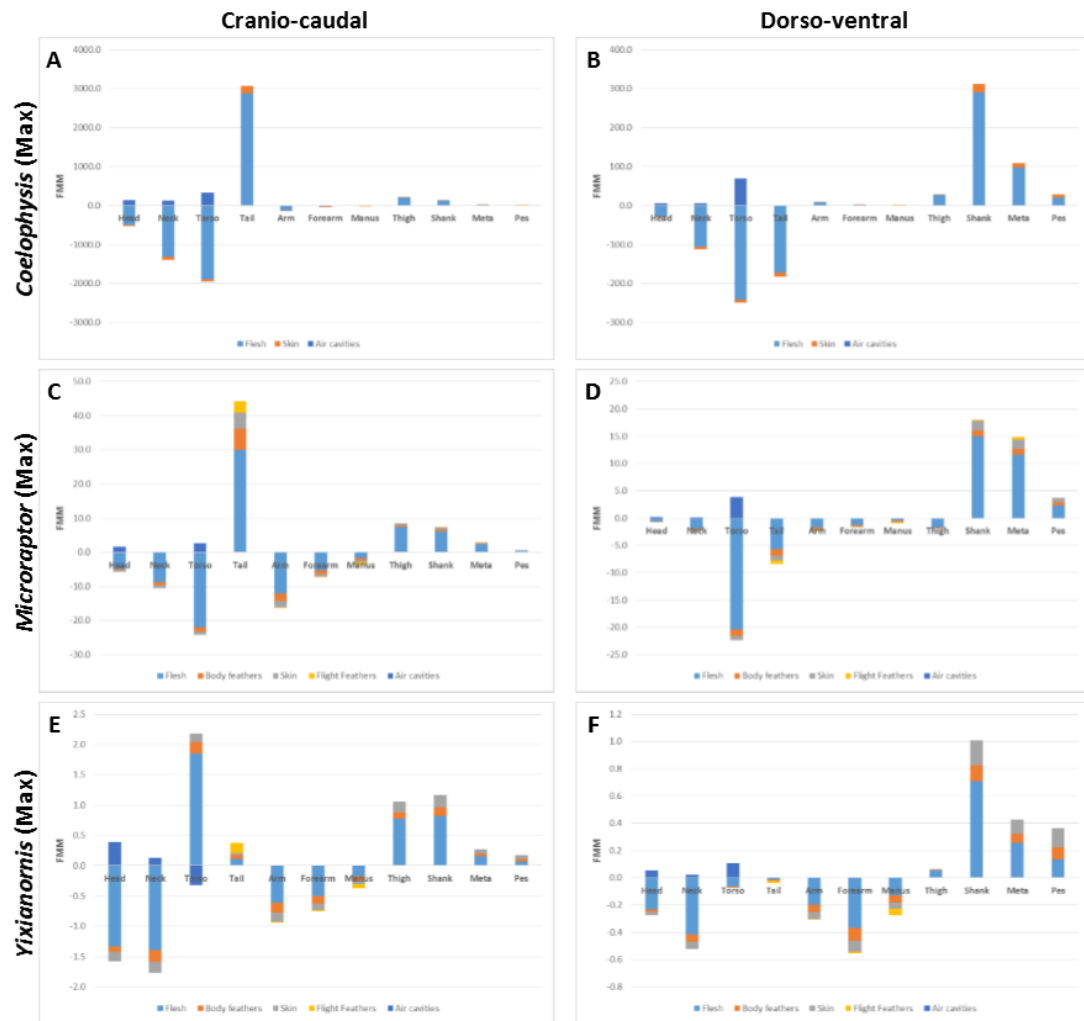 Cranio-caudal
Dorso-ventral
Coelophysis (Max)
A
4000.0
3000.0
2000.0
1000.0
0.0
-1000.0
-2000.0
-3000.0
FMM
Head Neck Torso Tail Arm Forearm Manus Thigh Shank Meta Pes
Flesh Skin Air cavities
B
400.0
300.0
200.0
100.0
0.0
-100.0
-200.0
-300.0
-400.0
FMM
Head Neck Torso Tail Arm Forearm Manus Thigh Shank Meta Pes
Flesh Skin Air cavities
Microraptor (Max)
C
50.0
40.0
30.0
20.0
10.0
0.0
-10.0
-20.0
-30.0
FMM
Head Neck Torso Tail Arm Forearm Manus Thigh Shank Meta Pes
Flesh Body feathers Skin Flight Feathers Air cavities
D
25.0
20.0
15.0
10.0
5.0
0.0
-5.0
-10.0
-15.0
-20.0
-25.0
FMM
Head Neck Torso Tail Arm Forearm Manus Thigh Shank Meta Pes
Flesh Body feathers Skin Flight Feathers Air cavities
Yixianornis (Max)
E
2.5
2.0
1.5
1.0
0.5
0.0
-0.5
-1.0
-1.5
-2.0
FMM
Head Neck Torso Tail Arm Forearm Manus Thigh Shank Meta Pes
Flesh Body feathers Skin Flight Feathers Air cavities
F
1.2
1.0
0.8
0.6
0.4
0.2
0.0
-0.2
-0.4
-0.6
-0.8
FMM
Head Neck Torso Tail Arm Forearm Manus Thigh Shank Meta Pes
Flesh Body feathers Skin Flight Feathers Air cavities